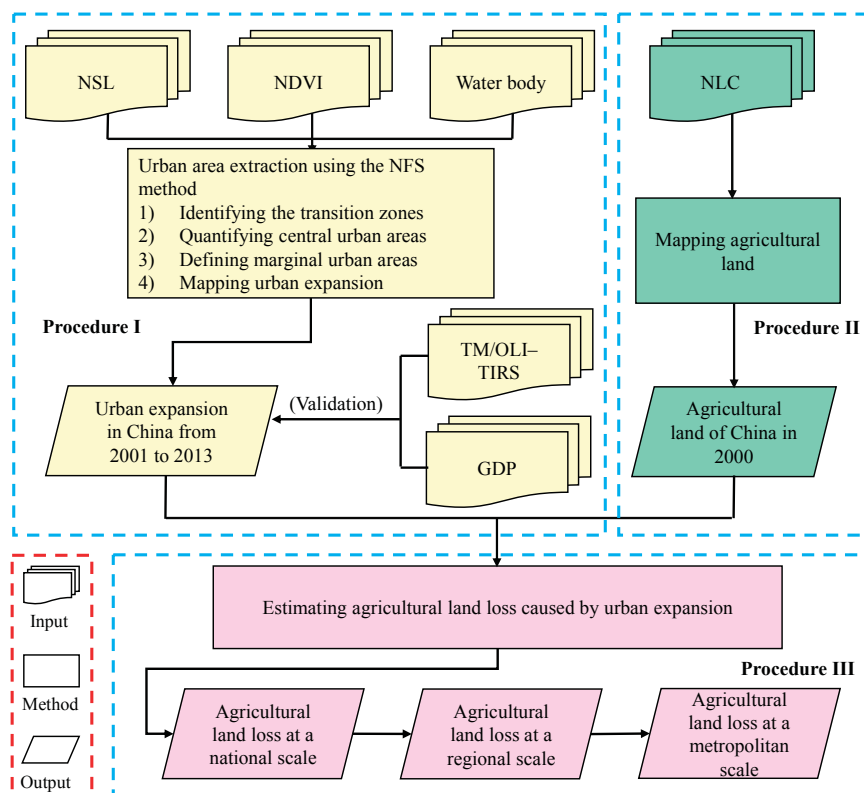 NSL
NDVI
Water body
NLC
Urban area extraction using the NFS
method
1) Identifying the transition zones
2) Quantifying central urban areas
3) Defining marginal urban areas
4) Mapping urban expansion
Mapping agricultural
land
Procedure I
Procedure II
TM/OLI–
TIRS
(Validation)
Urban expansion
in China from
2001 to 2013
GDP
Agricultural
land of China in
2000
Input
Method
Output
Estimating agricultural land loss caused by urban expansion
Procedure III
Agricultural
land loss at a
national scale
Agricultural
land loss at a
regional scale
Agricultural
land loss at a
metropolitan
scale